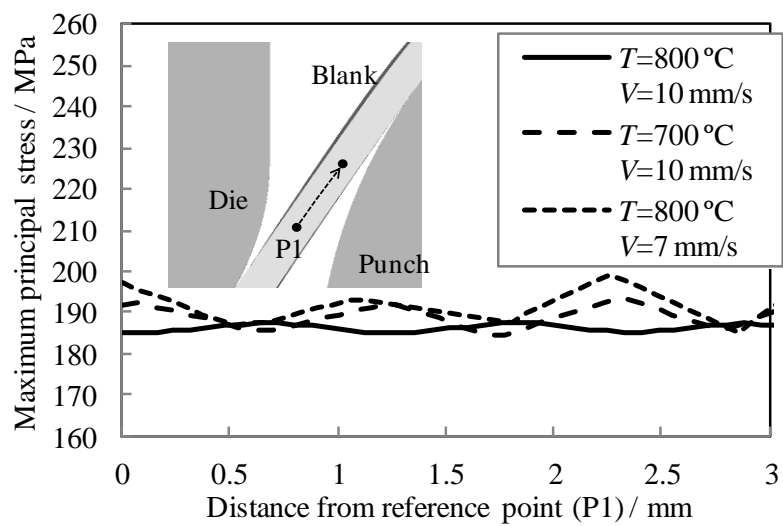 Maximum principal stress / MPa
260
250
240
230
220
210
200
190
180
170
160
0
0.5
1
1.5
2
2.5
3
Distance from reference point (P1) / mm
Blank
Die
P1
Punch
T=800 ºC
V=10 mm/s
T=700 ºC
V=10 mm/s
T=800 ºC
V=7 mm/s